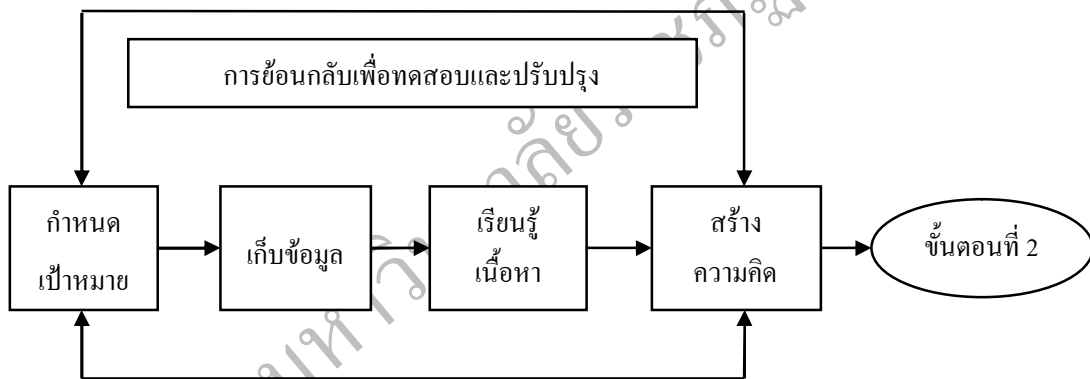 การย้อนกลับเพื่อทดสอบและปรับปรุง
กำหนด
เป้าหมาย
เก็บข้อมูล
เรียนรู้
เนื้อหา
สร้าง
ความคิด
ขั้นตอนที่ 2